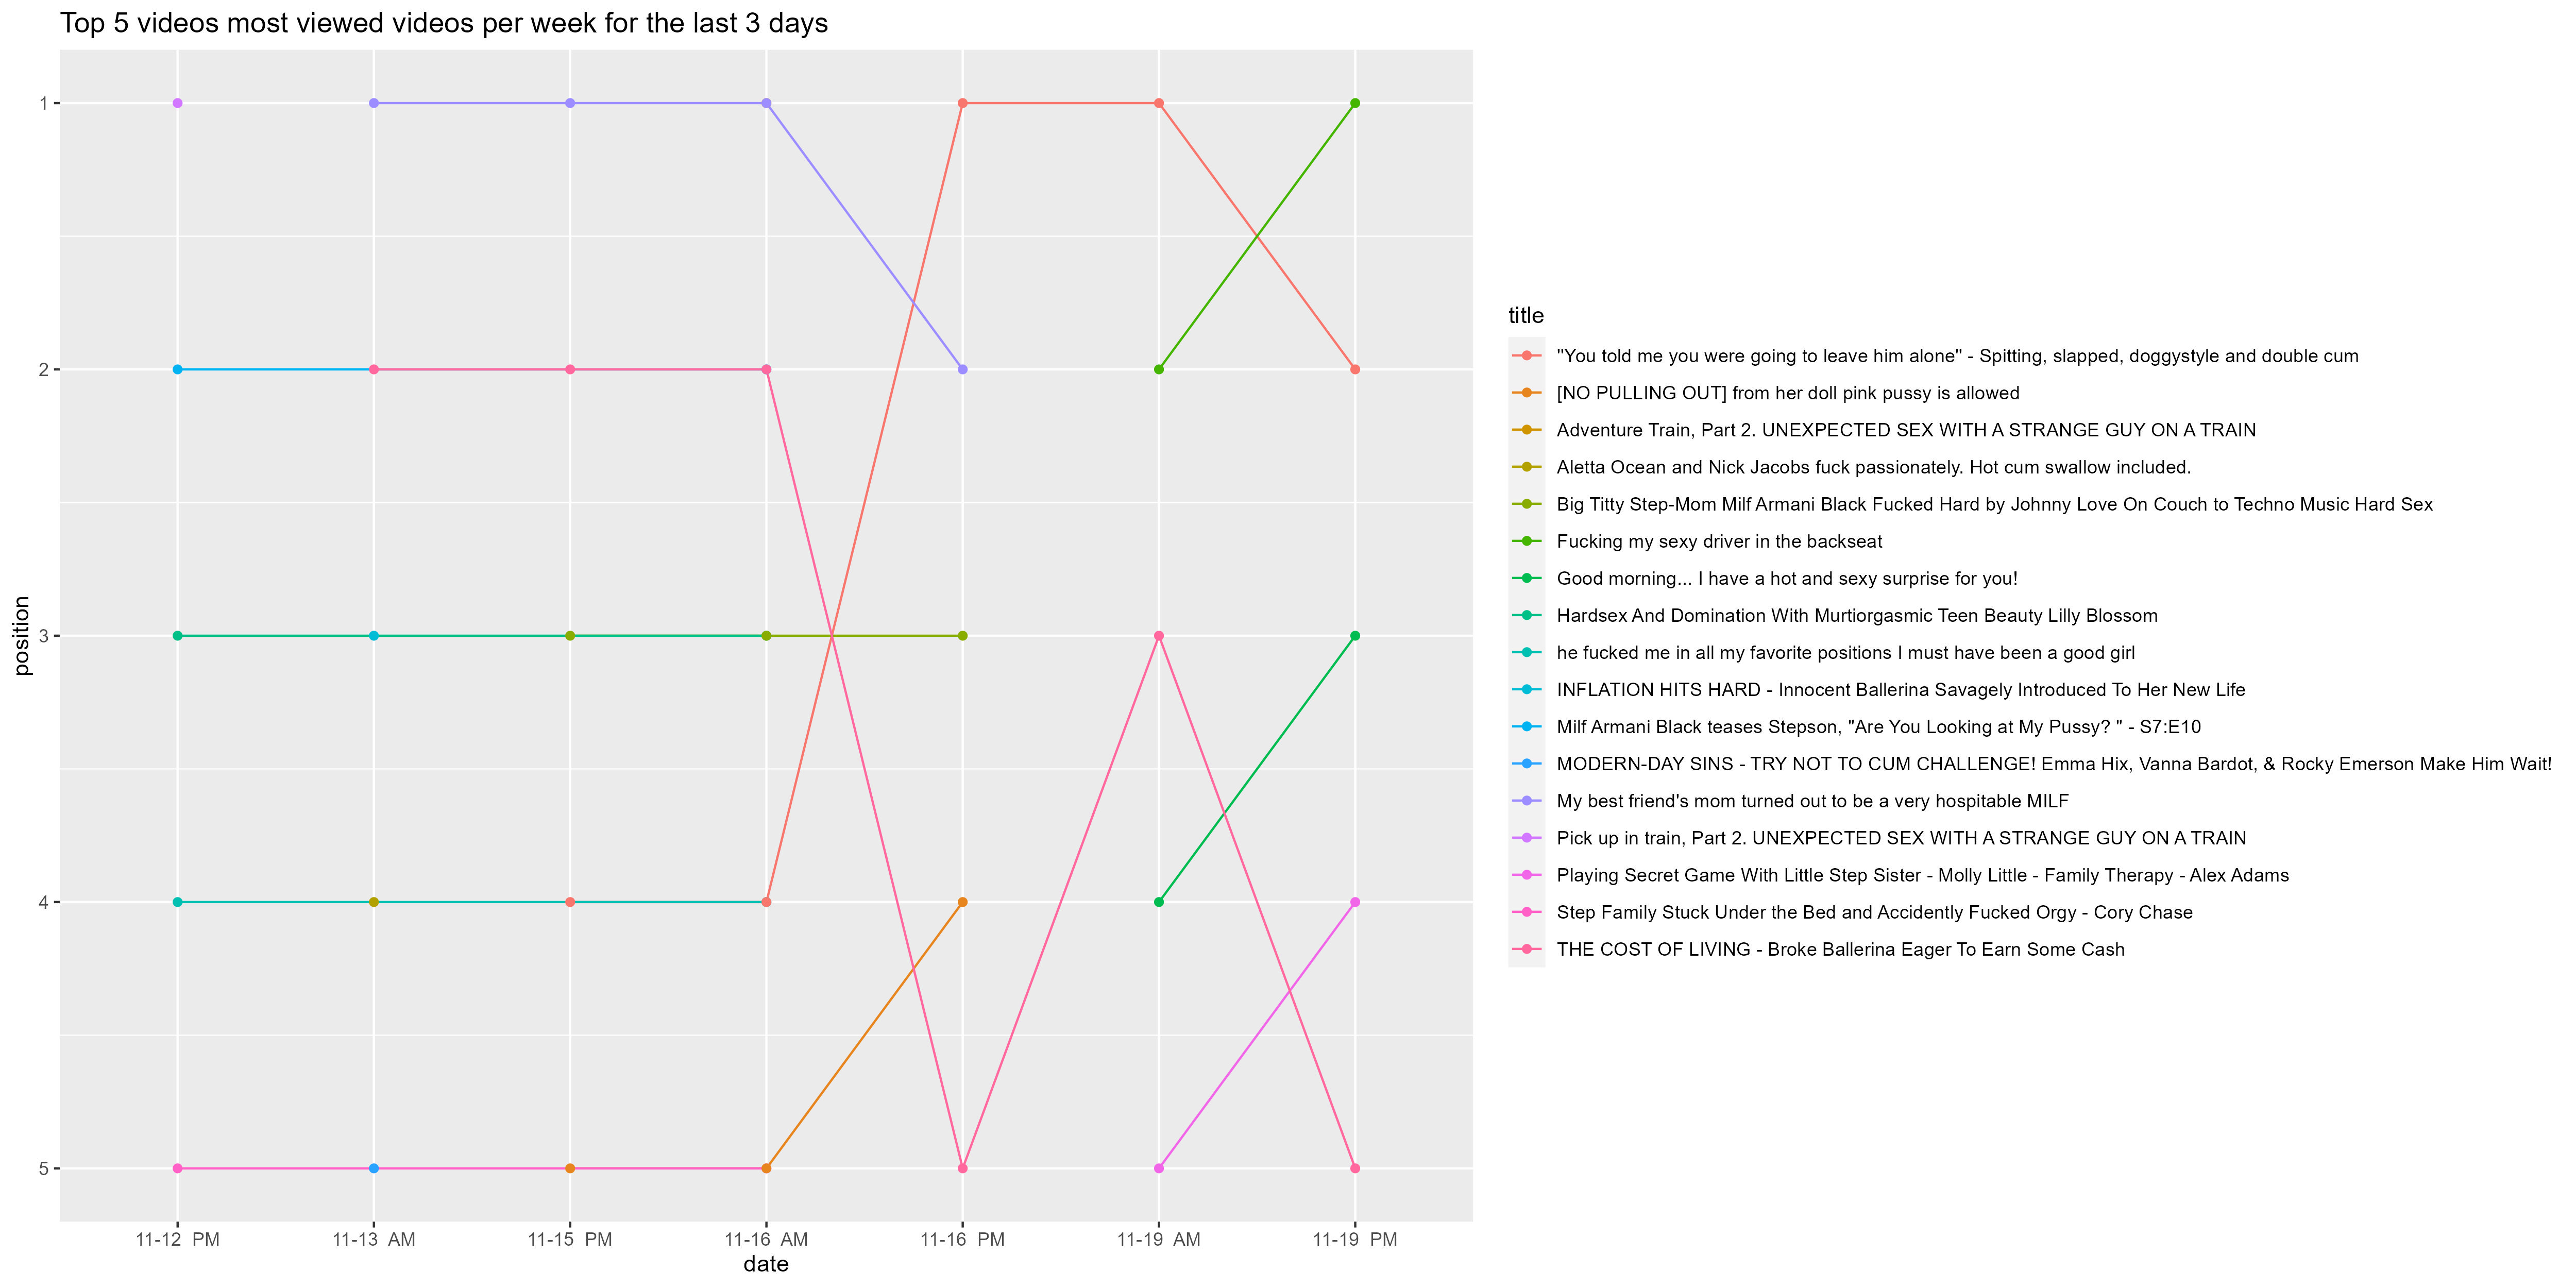 Top 5 videos most viewed videos per week for the last 3 days
1
2
3
4
5
position
11-12 PM
11-13 AM
11-15 PM
11-16 AM
11-16 PM
11-19 AM
11-19 PM
date
title
"You told me you were going to leave him alone" - Spitting, slapped, doggystyle and double cum
[NO PULLING OUT] from her doll pink pussy is allowed
Adventure Train, Part 2. UNEXPECTED SEX WITH A STRANGE GUY ON A TRAIN
Aletta Ocean and Nick Jacobs fuck passionately. Hot cum swallow included.
Big Titty Step-Mom Milf Armani Black Fucked Hard by Johnny Love On Couch to Techno Music Hard Sex
Fucking my sexy driver in the backseat
Good morning... I have a hot and sexy surprise for you!
Hardsex And Domination With Murtiorgasmic Teen Beauty Lilly Blossom
he fucked me in all my favorite positions I must have been a good girl
INFLATION HITS HARD - Innocent Ballerina Savagely Introduced To Her New Life
Milf Armani Black teases Stepson, "Are You Looking at My Pussy? " - S7:E10
MODERN-DAY SINS - TRY NOT TO CUM CHALLENGE! Emma Hix, Vanna Bardot, & Rocky Emerson Make Him Wait!
My best friend's mom turned out to be a very hospitable MILF
Pick up in train, Part 2. UNEXPECTED SEX WITH A STRANGE GUY ON A TRAIN
Playing Secret Game With Little Step Sister - Molly Little - Family Therapy - Alex Adams
Step Family Stuck Under the Bed and Accidently Fucked Orgy - Cory Chase
THE COST OF LIVING - Broke Ballerina Eager To Earn Some Cash